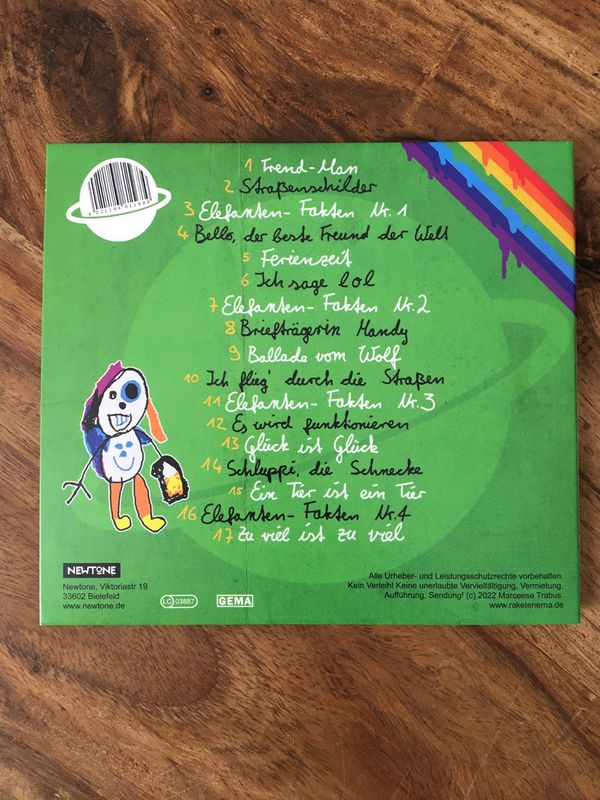 1 Trend-Man
2 Straßenschilder
3 Elefanten-Fakten Nr. 1
4 Bello, der beste Freund der Welt
5 Ferienzeit
6 Ich sage lol
7 Elefanten-Fakten Nr. 2
8 Briefträgerin Mandy
9 Ballade vom Wolf
10 Ich flieg' durch die Straßen
11 Elefanten-Fakten Nr. 3
12 Es wird funktionieren
13 Glück ist Glück
14 Schluppi, die Schnecke
15 Ein Tier ist ein Tier
16 Elefanten-Fakten Nr. 4
17 Zu viel ist zu viel
NEWTONE
Newtone, Viktoriastr 19
33602 Bielefeld
www.newtone.de
LC 03887
GEMA
Alle Urheber- und Leistungsschutzrechte vorbehalten.
Kein Verleih! Keine unerlaubte Vervielfältigung, Vermietung,
Aufführung, Sendung! (c) 2022 Marceese Trabus.
www.raketenerna.de